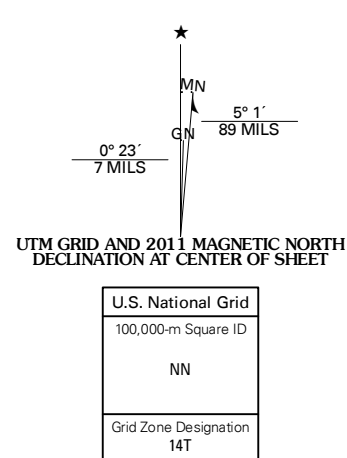 ★
MN
5° 1´
89 MILS
GN
0° 23´
7 MILS
UTM GRID AND 2011 MAGNETIC NORTH
DECLINATION AT CENTER OF SHEET
U.S. National Grid
100,000-m Square ID
NN
Grid Zone Designation
14T